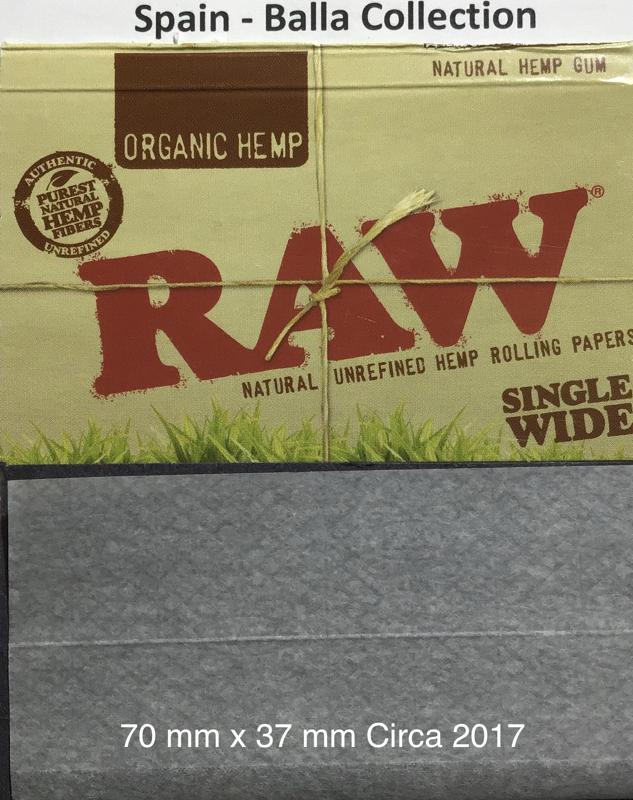 Spain - Balla Collection
NATURAL HEMP GUM
ORGANIC HEMP
AUTHENTIC
PUREST
NATURAL
HEMP
FIBERS
UNREFINED
RAW®
NATURAL UNREFINED HEMP ROLLING PAPERS
SINGLE
WIDE
70 mm x 37 mm Circa 2017